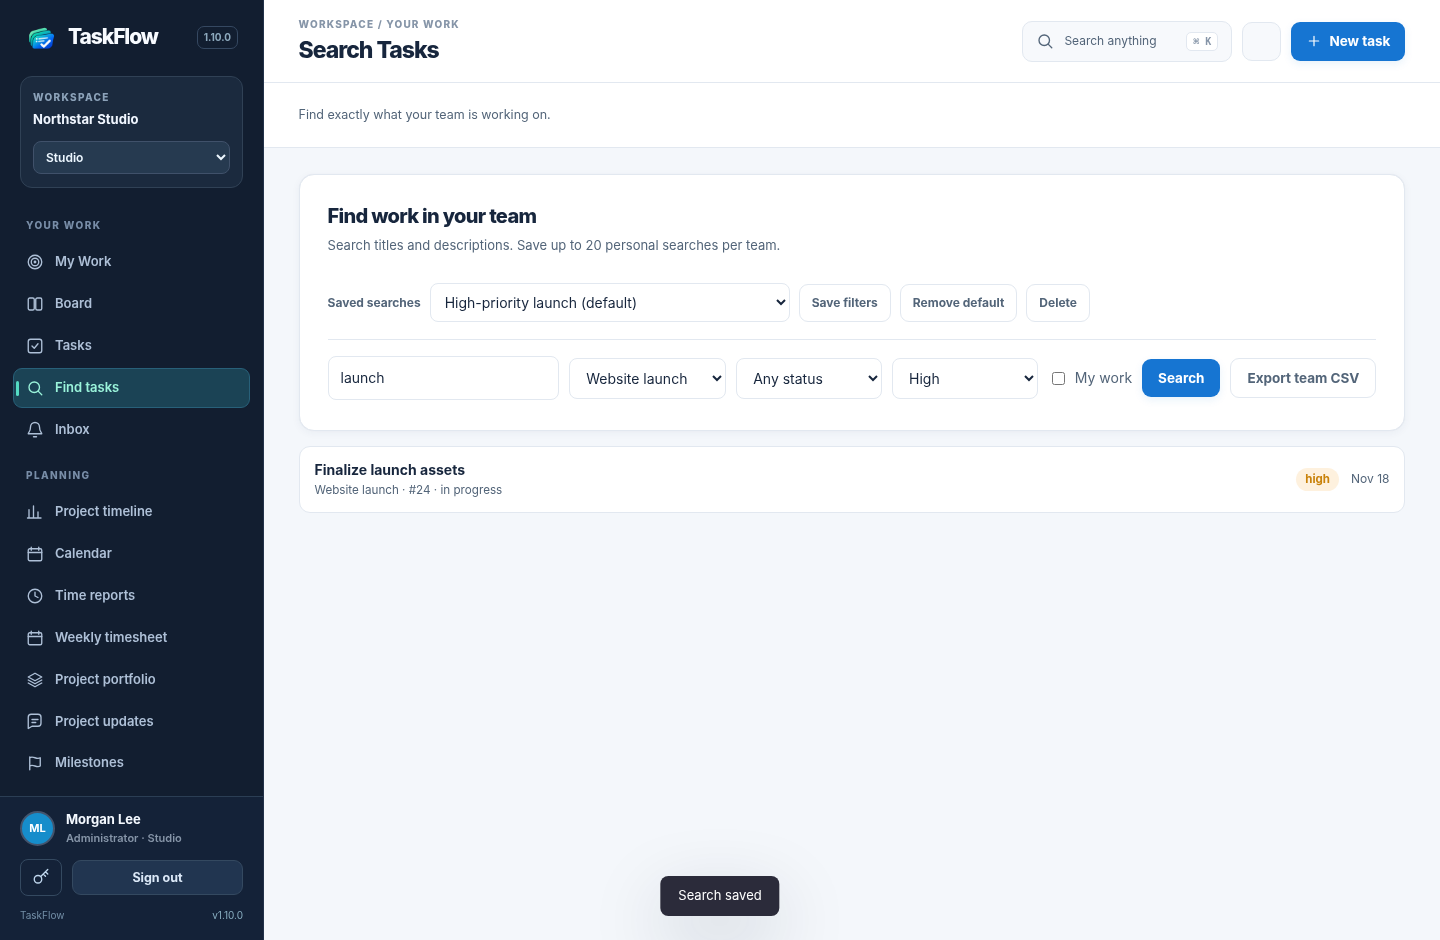 TaskFlow
1.10.0
WORKSPACE
Northstar Studio
Studio
YOUR WORK
My Work
Board
Tasks
Find tasks
Inbox
PLANNING
Project timeline
Calendar
Time reports
Weekly timesheet
Project portfolio
Project updates
Milestones
ML
Morgan Lee
Administrator · Studio
Sign out
TaskFlow
v1.10.0
WORKSPACE / YOUR WORK
Search Tasks
Search anything
⌘ K
New task
Find exactly what your team is working on.
Find work in your team
Search titles and descriptions. Save up to 20 personal searches per team.
Saved searches
High-priority launch (default)
Save filters
Remove default
Delete
launch
Website launch
Any status
High
My work
Search
Export team CSV
Finalize launch assets
Website launch · #24 · in progress
high
Nov 18
Search saved